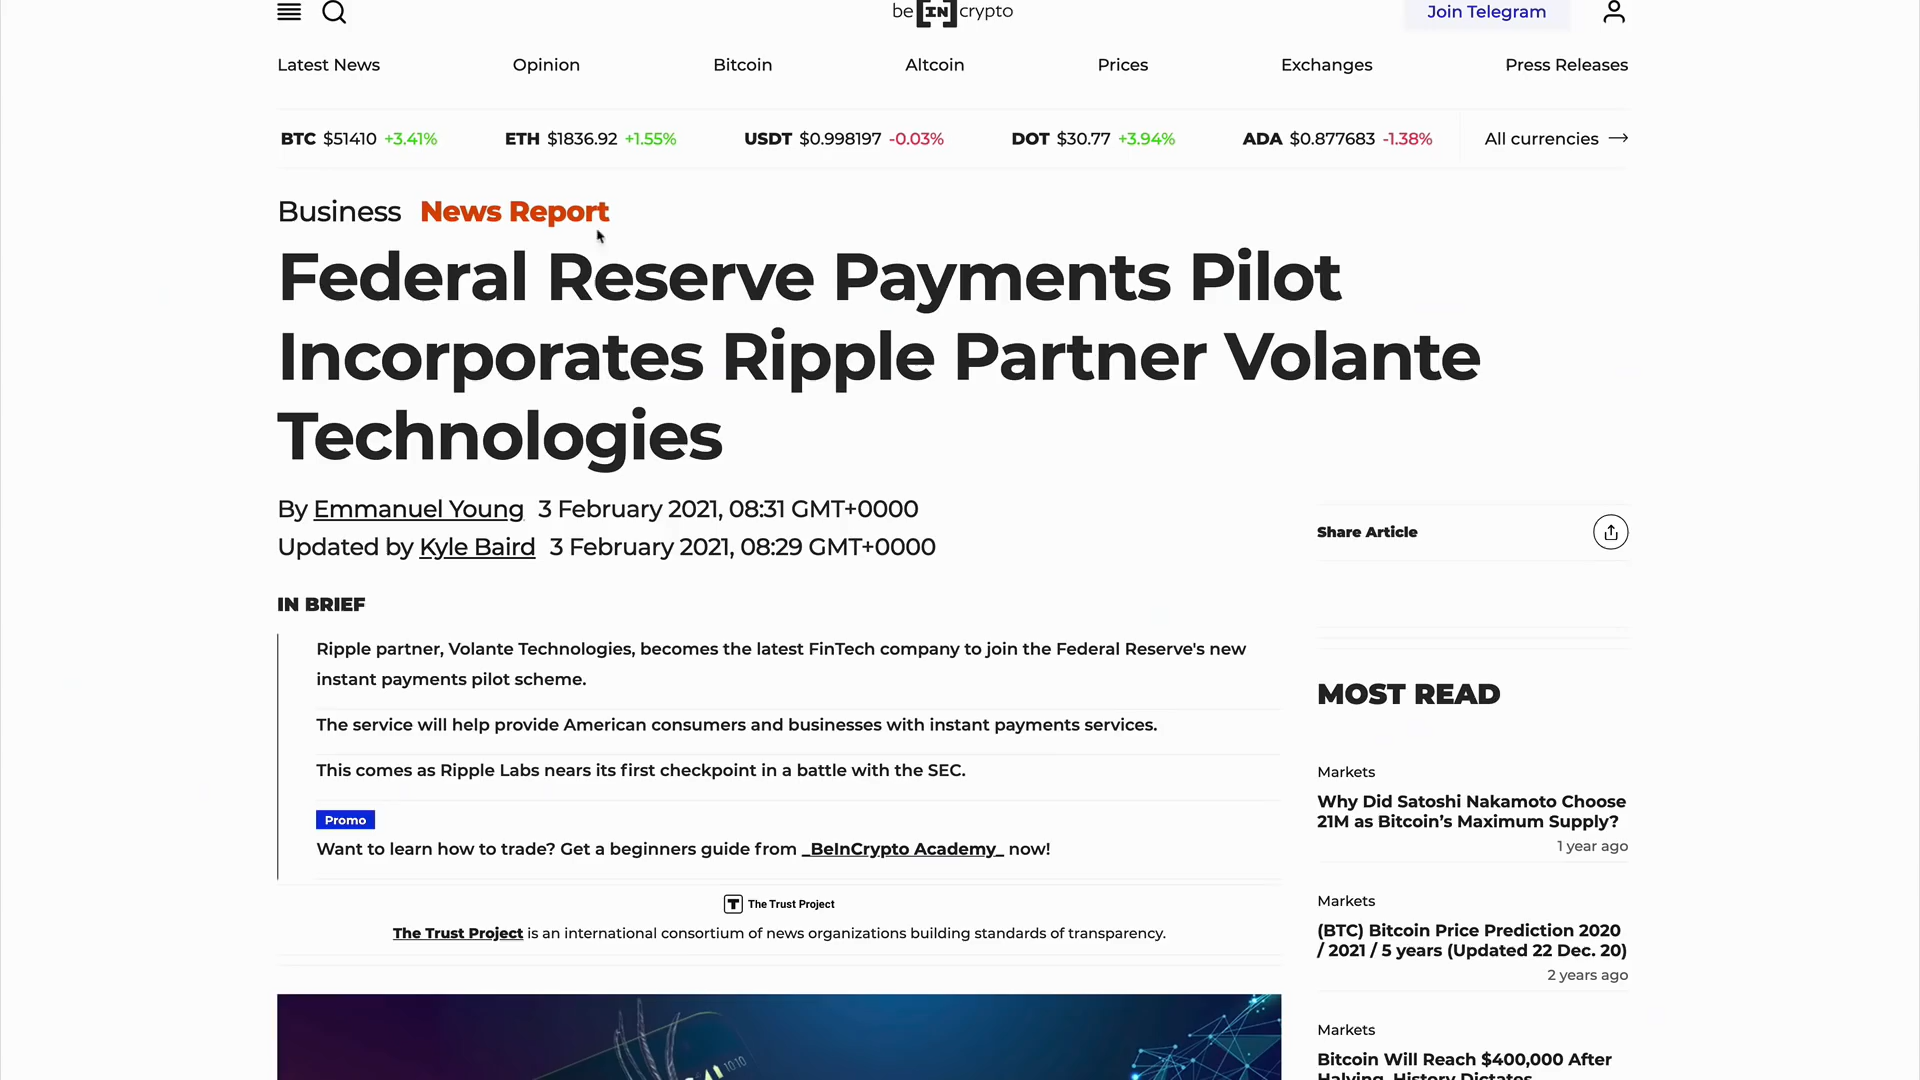 be [IN] crypto
Join Telegram
Latest News Opinion Bitcoin Altcoin Prices Exchanges Press Releases
BTC $51410 +3.41% ETH $1836.92 +1.55% USDT $0.998197 -0.03% DOT $30.77 +3.94% ADA $0.877683 -1.38% All currencies →
Business News Report
Federal Reserve Payments Pilot
Incorporates Ripple Partner Volante
Technologies
By Emmanuel Young 3 February 2021, 08:31 GMT+0000
Updated by Kyle Baird 3 February 2021, 08:29 GMT+0000
Share Article
IN BRIEF
Ripple partner, Volante Technologies, becomes the latest FinTech company to join the Federal Reserve's new
instant payments pilot scheme.
The service will help provide American consumers and businesses with instant payments services.
This comes as Ripple Labs nears its first checkpoint in a battle with the SEC.
Promo
Want to learn how to trade? Get a beginners guide from _BeInCrypto Academy_ now!
The Trust Project
The Trust Project is an international consortium of news organizations building standards of transparency.
10:10
MOST READ
Markets
Why Did Satoshi Nakamoto Choose
21M as Bitcoin’s Maximum Supply?
1 year ago
Markets
(BTC) Bitcoin Price Prediction 2020
/ 2021 / 5 years (Updated 22 Dec. 20)
2 years ago
Markets
Bitcoin Will Reach $400,000 After
Halving, History Dictates